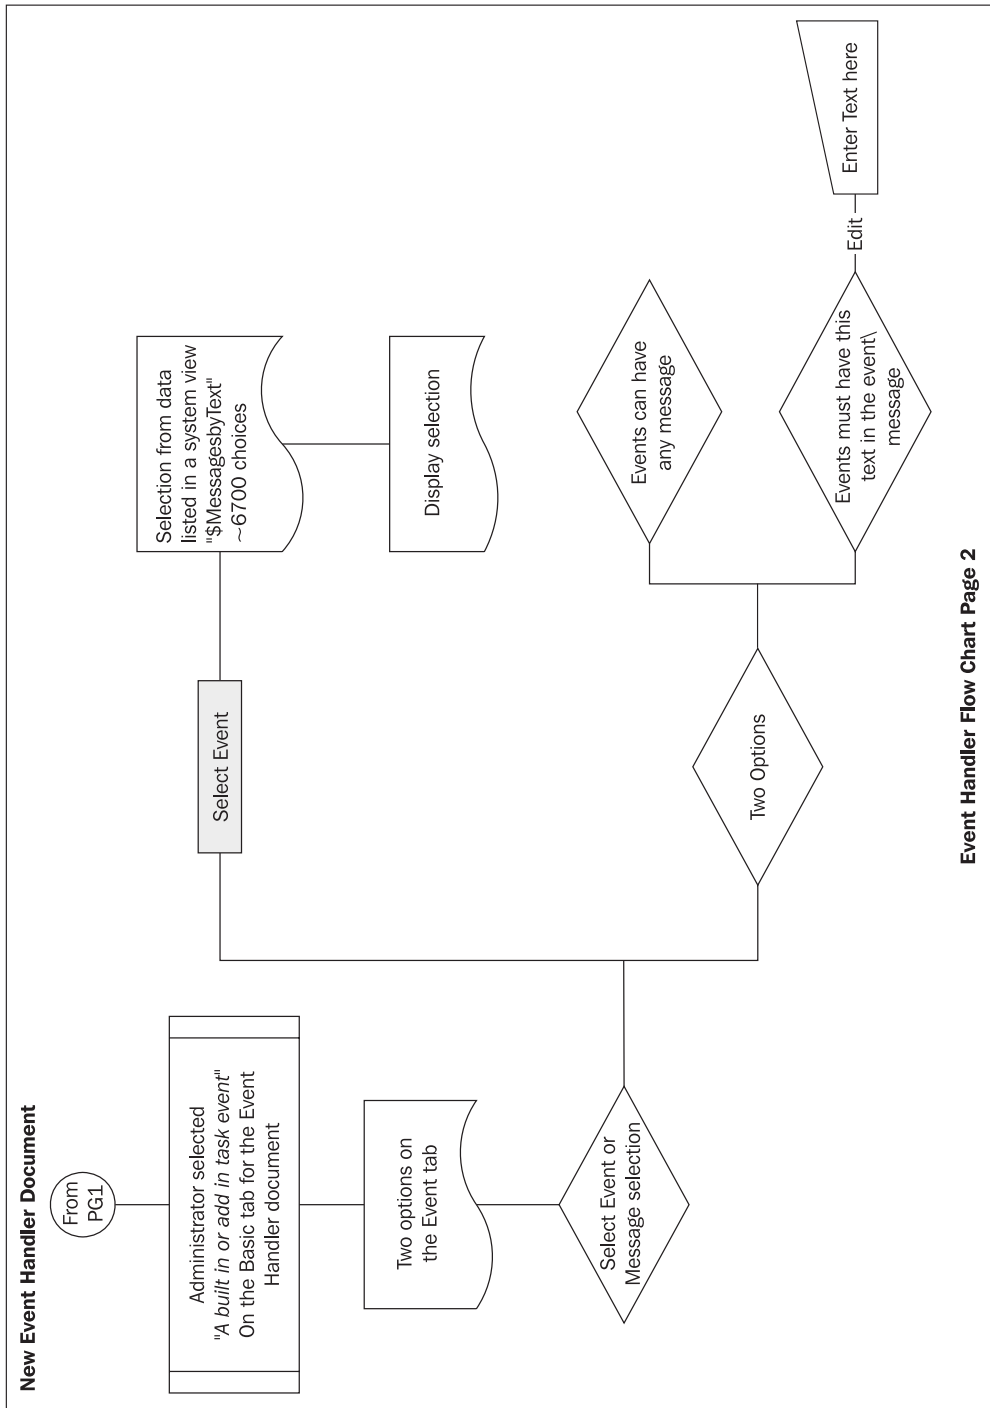 New Event Handler Document
From
PG1
Administrator selected
"A built in or add in task event"
On the Basic tab for the Event
Handler document
Two options on
the Event tab
Select Event or
Message selection
Select Event
Selection from data
listed in a system view
"$MessagesbyText"
~6700 choices
Display selection
Two Options
Events can have
any message
Events must have this
text in the event\
message
Edit
Enter Text here
Event Handler Flow Chart Page 2